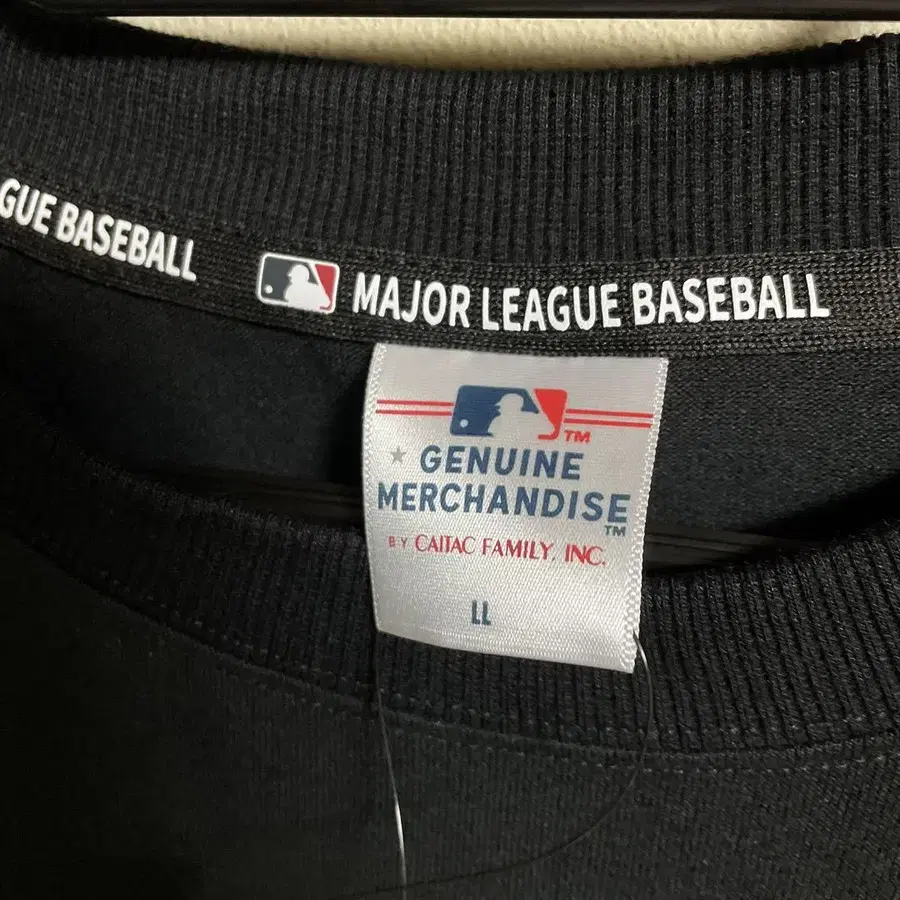 GUE BASEBALL
MAJOR LEAGUE BASEBALL
TM
GENUINE
MERCHANDISE
TM
BY CAITAC FAMILY, INC.
LL